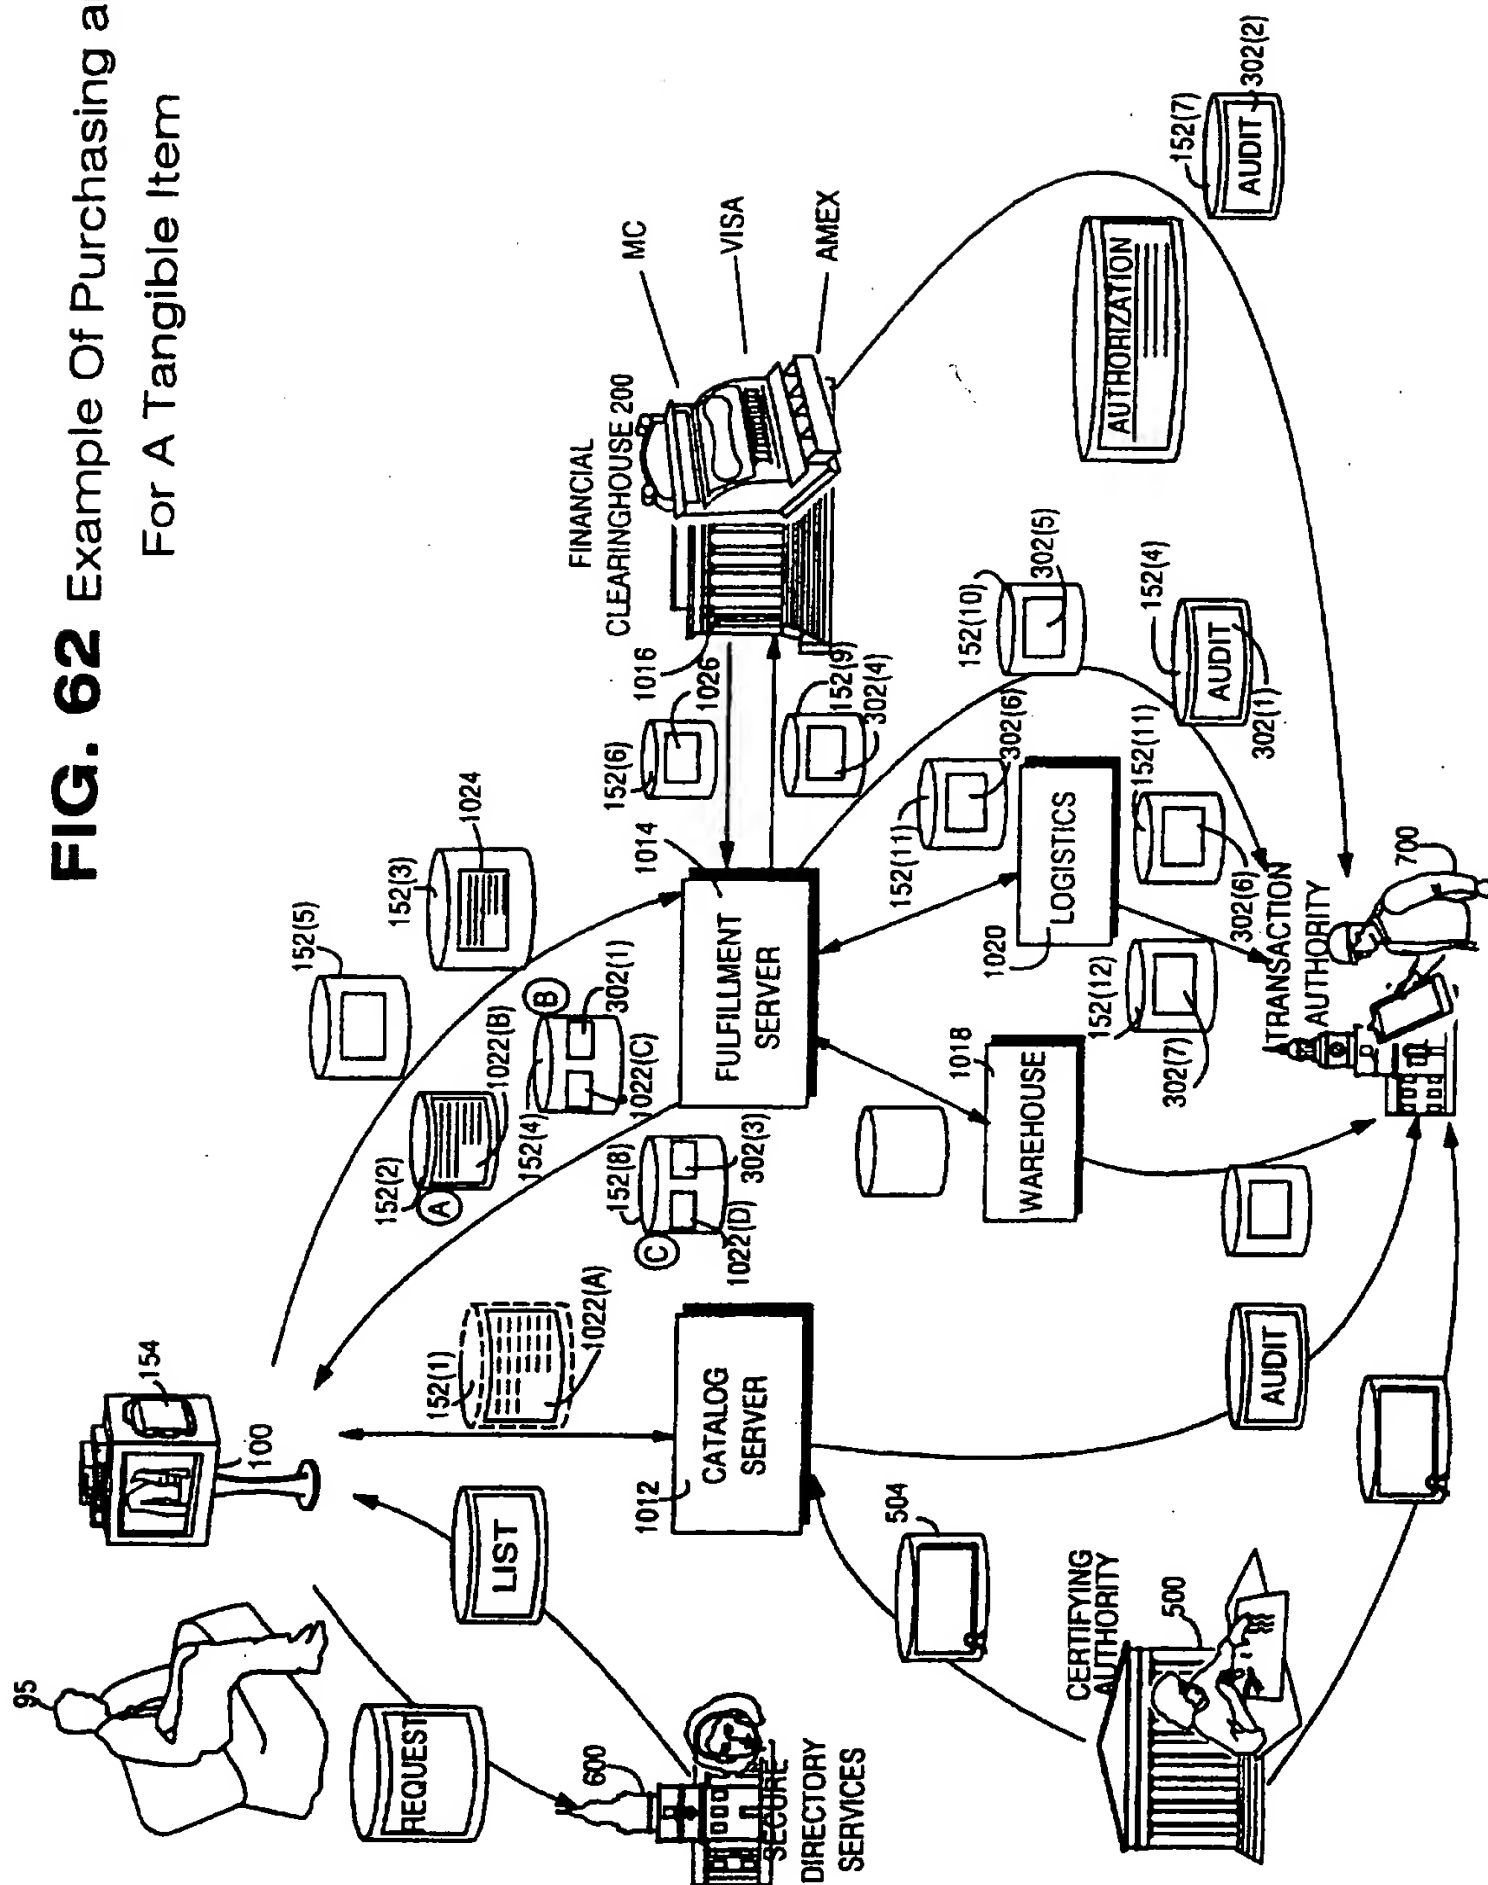 FIG. 62 Example Of Purchasing a
For A Tangible Item
95
154
100
REQUEST
LIST
600
SECURE
DIRECTORY
SERVICES
152(1)
1022(A)
1012
CATALOG
SERVER
152(2)
A
1022(B)
152(5)
152(3)
1024
152(4)
B
302(1)
1022(C)
152(8)
C
302(3)
1022(D)
1014
FULFILLMENT
SERVER
152(6)
1026
1016
152(9)
302(4)
FINANCIAL
CLEARINGHOUSE 200
MC
VISA
AMEX
504
CERTIFYING
AUTHORITY
500
1018
WAREHOUSE
1020
LOGISTICS
152(11)
302(6)
152(10)
302(5)
152(4)
AUDIT
302(1)
152(11)
302(6)
152(12)
302(7)
AUTHORIZATION
152(7)
AUDIT
302(2)
AUDIT
TRANSACTION
AUTHORITY
700